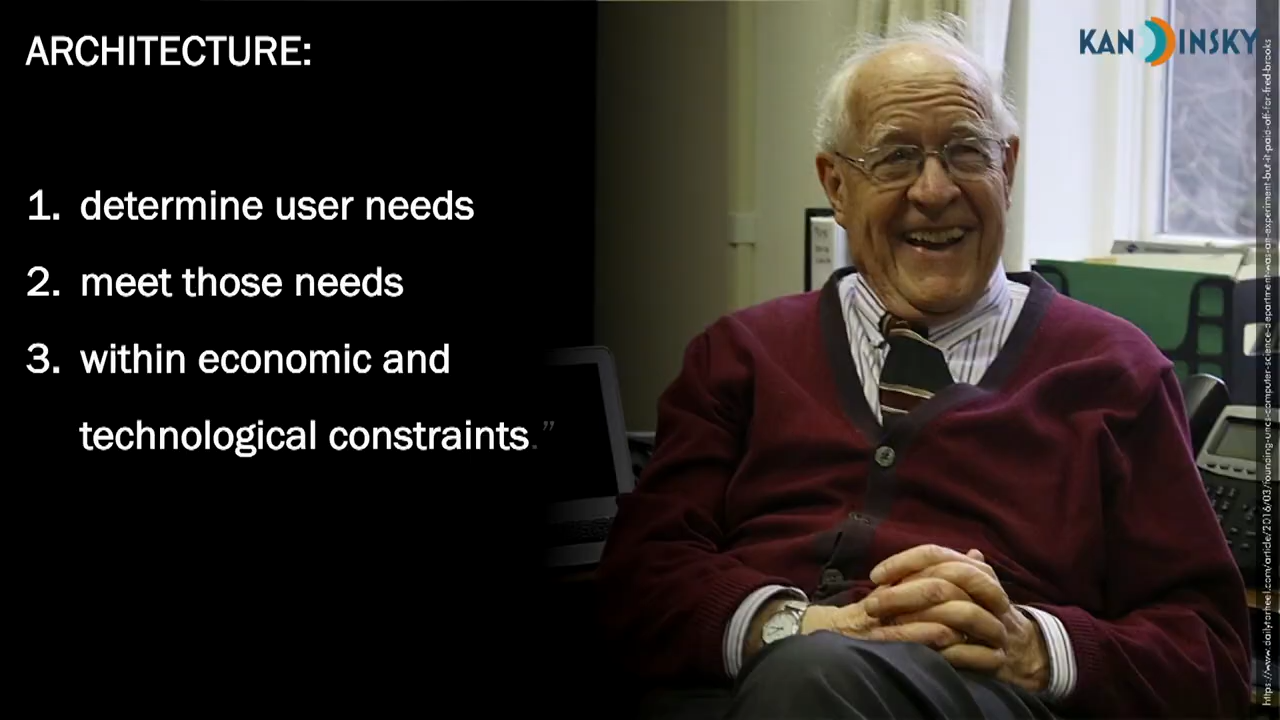 ARCHITECTURE:
1. determine user needs
2. meet those needs
3. within economic and
technological constraints.”
KANDINSKY
https://www.dailytarheel.com/article/2016/03/founding-uncs-computer-science-department-was-an-experiment-but-it-paid-off-for-fred-brooks